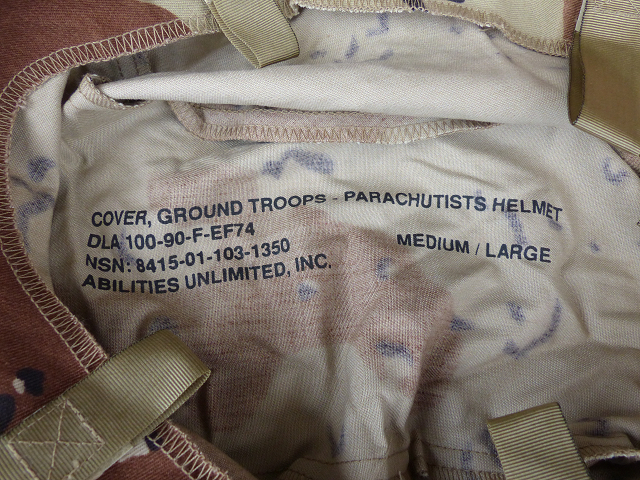 COVER, GROUND TROOPS - PARACHUTISTS HELMET
DLA 100-90-F-EF74
MEDIUM / LARGE
NSN: 8415-01-103-1350
ABILITIES UNLIMITED, INC.